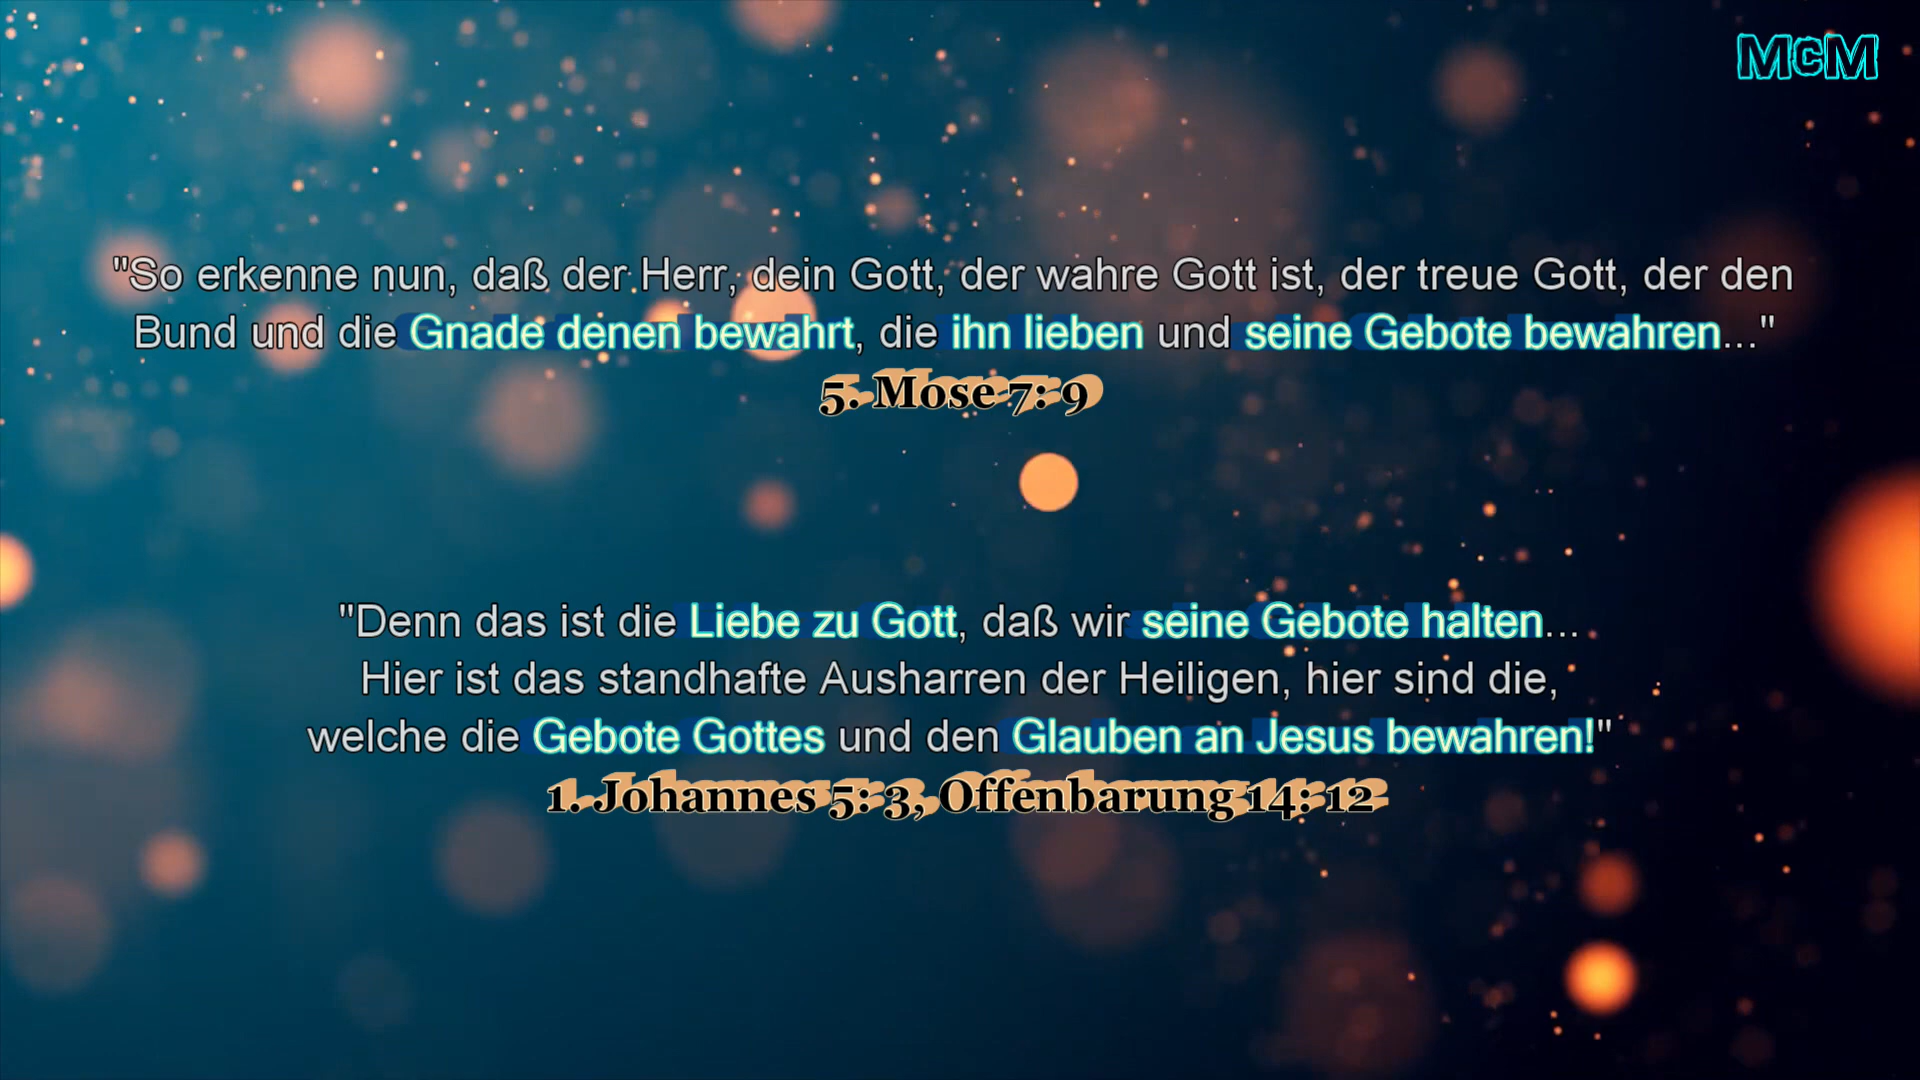 McM
"So erkenne nun, daß der Herr, dein Gott, der wahre Gott ist, der treue Gott, der den
Bund und die Gnade denen bewahrt, die ihn lieben und seine Gebote bewahren..."
5. Mose 7: 9
"Denn das ist die Liebe zu Gott, daß wir seine Gebote halten...
Hier ist das standhafte Ausharren der Heiligen, hier sind die,
welche die Gebote Gottes und den Glauben an Jesus bewahren!"
1. Johannes 5: 3, Offenbarung 14: 12